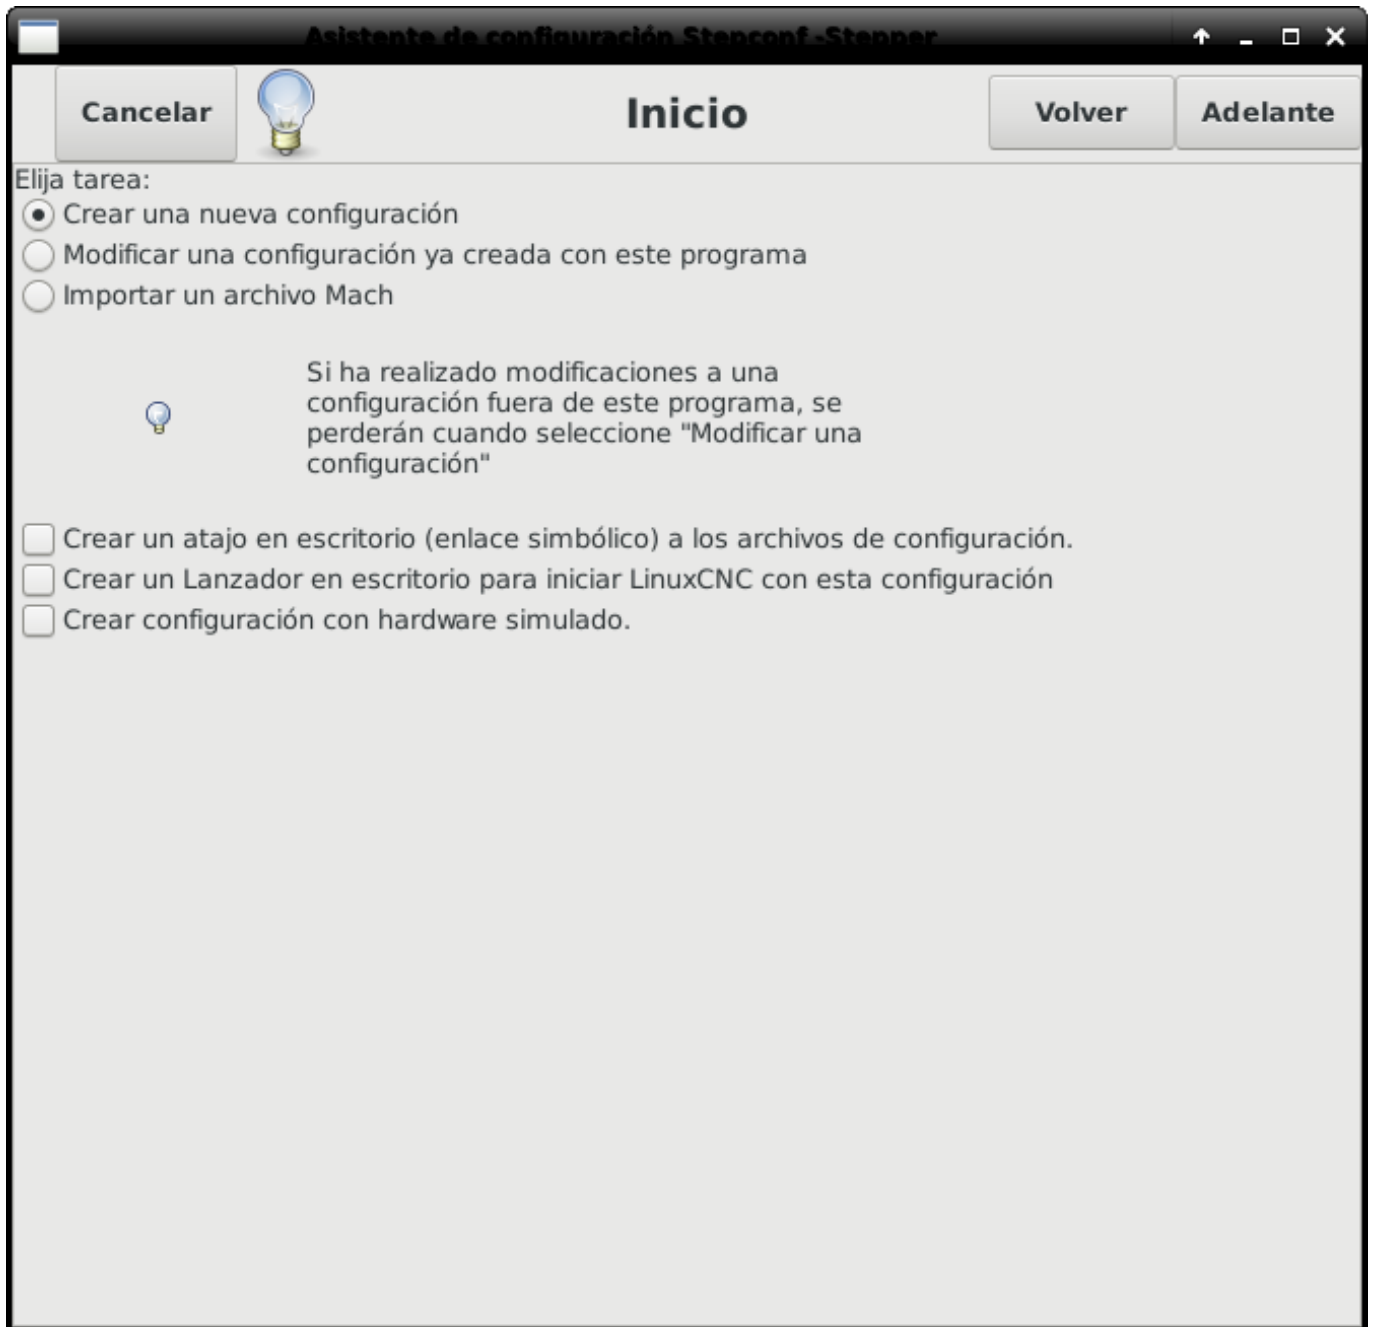 Asistente de configuración Stepconf -Stepper
Cancelar
Inicio
Volver
Adelante
Elija tarea:
Crear una nueva configuración
Modificar una configuración ya creada con este programa
Importar un archivo Mach
Si ha realizado modificaciones a una
configuración fuera de este programa, se
perderán cuando seleccione "Modificar una
configuración"
Crear un atajo en escritorio (enlace simbólico) a los archivos de configuración.
Crear un Lanzador en escritorio para iniciar LinuxCNC con esta configuración
Crear configuración con hardware simulado.